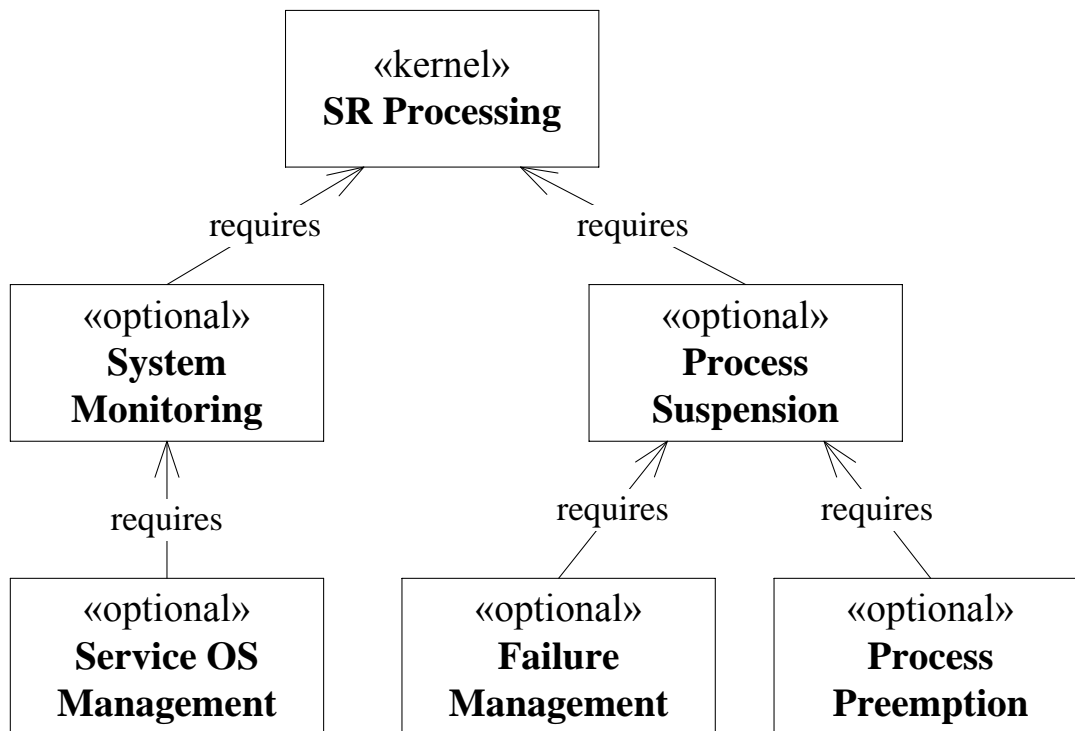 «kernel»
SR Processing
requires
requires
«optional»
System
Monitoring
«optional»
Process
Suspension
requires
requires
requires
«optional»
Service OS
Management
«optional»
Failure
Management
«optional»
Process
Preemption